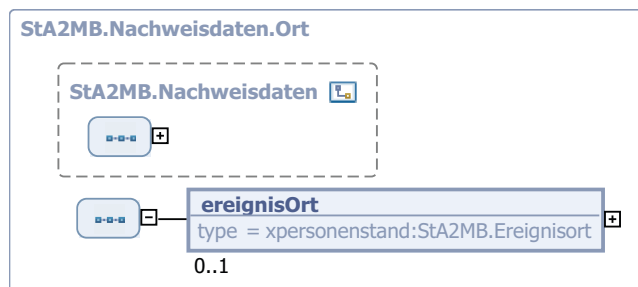 StA2MB.Nachweisdaten.Ort
StA2MB.Nachweisdaten
ereignisOrt
type = xpersonenstand:StA2MB.Ereignisort
0..1